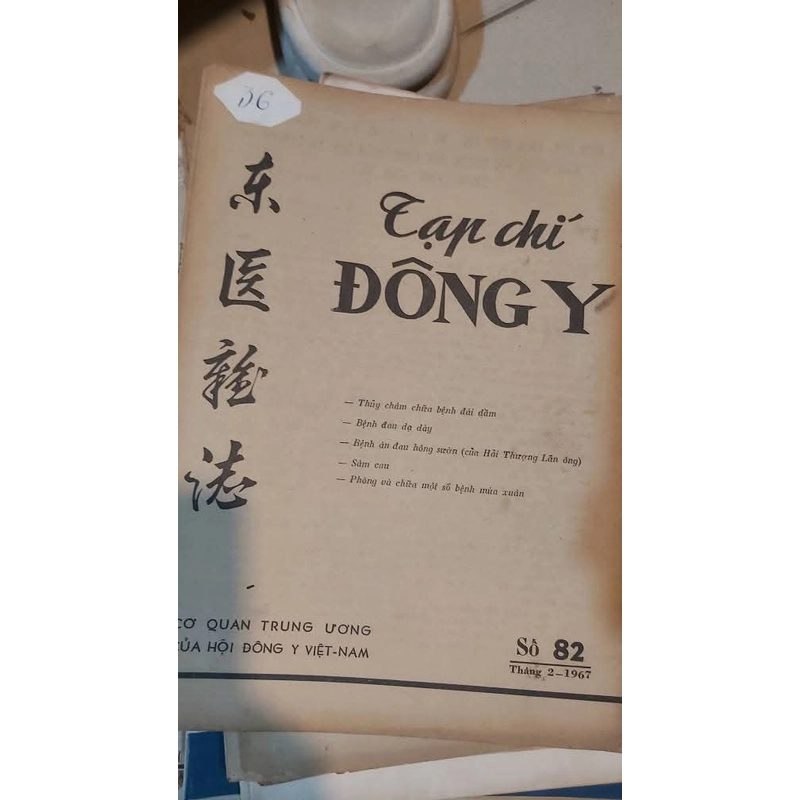 36
东医雜志
Tạp chí
ĐÔNG Y
— Thủy châm chữa bệnh đái dầm
— Bệnh đau dạ dày
— Bệnh án đau hông sườn (của Hải Thượng Lãn ông)
— Sâm cau
— Phòng và chữa một số bệnh mùa xuân
CƠ QUAN TRUNG ƯƠNG
CỦA HỘI ĐÔNG Y VIỆT-NAM
Số 82
Tháng 2-1967